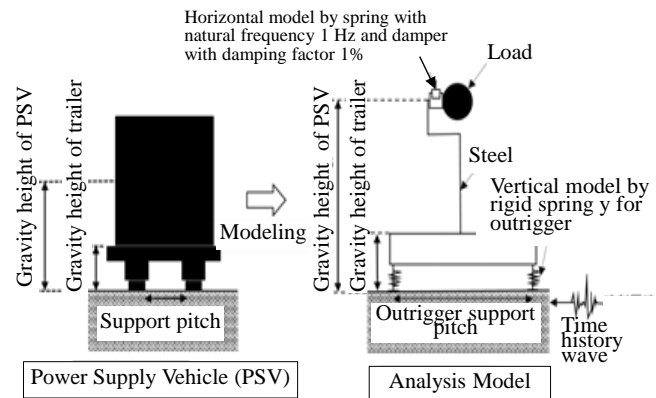 Horizontal model by spring with
natural frequency 1 Hz and damper
with damping factor 1%
Load
Gravity height of PSV
Gravity height of trailer
Modeling
Support pitch
Power Supply Vehicle (PSV)
Gravity height of PSV
Gravity height of trailer
Steel
Vertical model by
rigid spring y for
outrigger
Outrigger support
pitch
Time
history
wave
Analysis Model